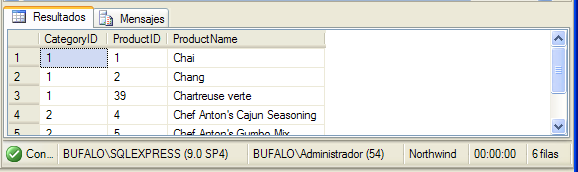 Resultados Mensajes
CategoryID ProductID ProductName
1 1 1 Chai
2 1 2 Chang
3 1 39 Chartreuse verte
4 2 4 Chef Anton's Cajun Seasoning
5 2 5 Chef Anton's Gumbo Mix
Con... BUFALO\SQLEXPRESS (9.0 SP4) BUFALO\Administrador (54) Northwind 00:00:00 6 filas